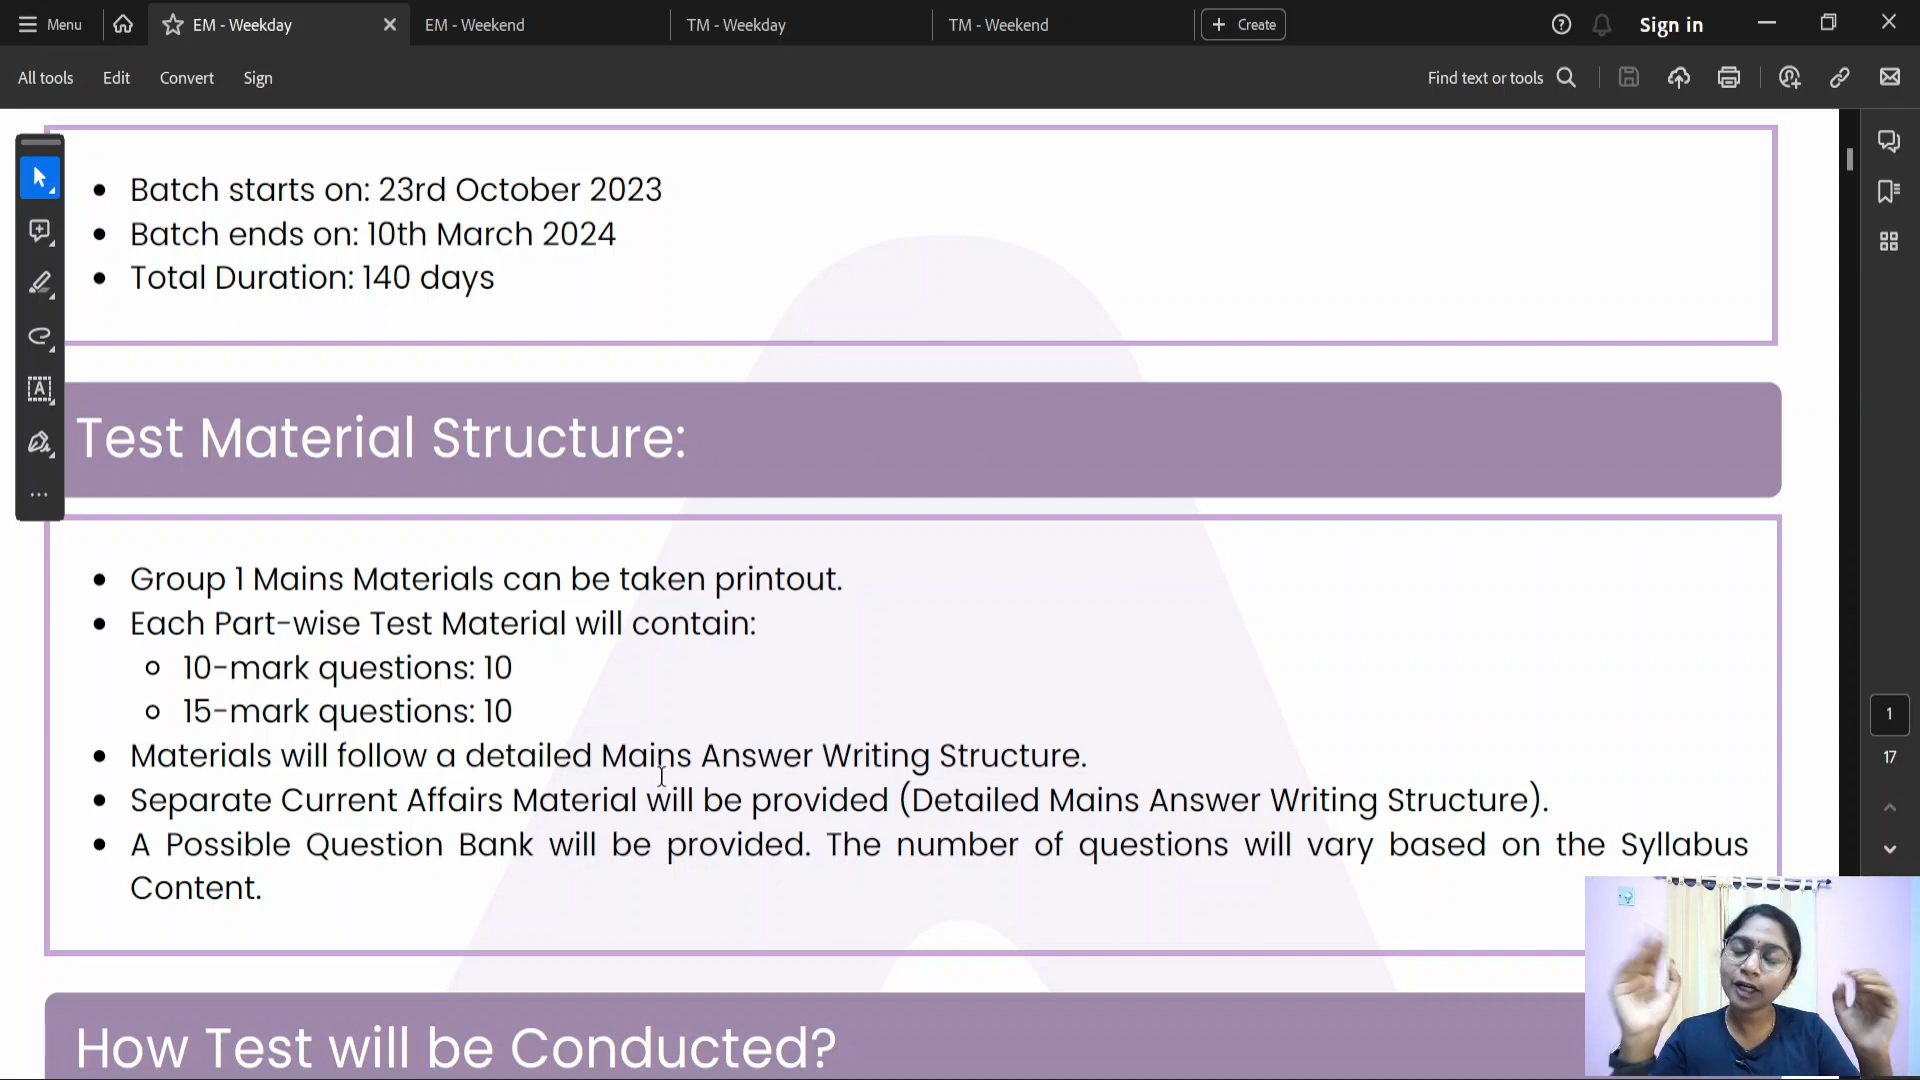 Menu
EM - Weekday
EM - Weekend
TM - Weekday
TM - Weekend
Create
Sign in
All tools
Edit
Convert
Sign
Find text or tools
Batch starts on: 23rd October 2023
Batch ends on: 10th March 2024
Total Duration: 140 days
Test Material Structure:
Group 1 Mains Materials can be taken printout.
Each Part-wise Test Material will contain:
10-mark questions: 10
15-mark questions: 10
Materials will follow a detailed Mains Answer Writing Structure.
Separate Current Affairs Material will be provided (Detailed Mains Answer Writing Structure).
A Possible Question Bank will be provided. The number of questions will vary based on the Syllabus
Content.
1
17
How Test will be Conducted?